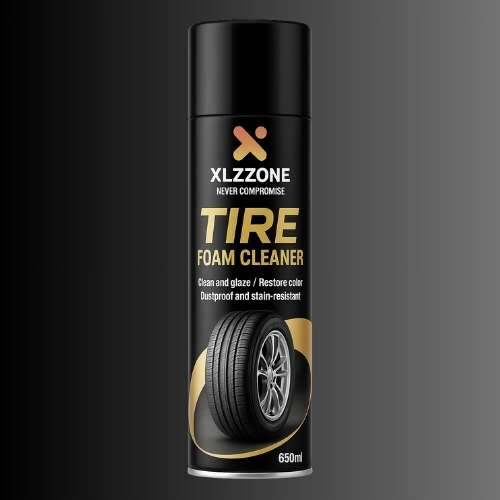 XLZZONE
NEVER COMPROMISE
TIRE
FOAM CLEANER
Clean and glaze / Restore color
Dustproof and stain-resistant
650ml